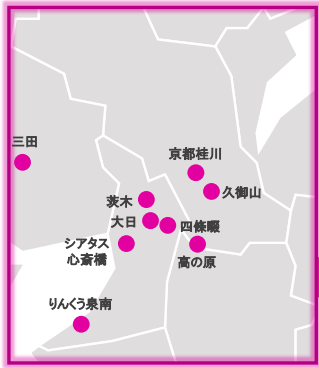 三田
京都桂川
久御山
茨木
大日
四條畷
シアタス
心斎橋
高の原
りんくう泉南